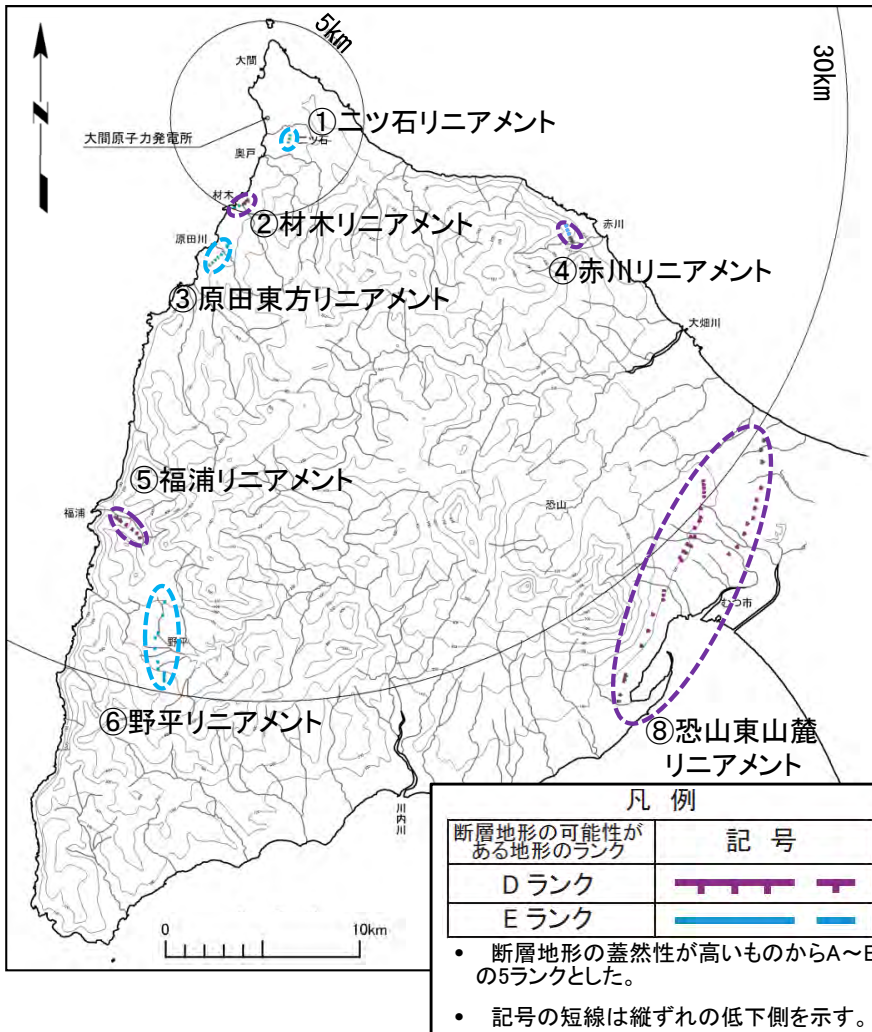 5km
30km
大間
N
①二ツ石リニアメント
大間原子力発電所
二ツ石
奥戸
材木
②材木リニアメント
赤川
原田川
④赤川リニアメント
③原田東方リニアメント
大畑川
⑤福浦リニアメント
福浦
恐山
むつ市
野平
⑥野平リニアメント
⑧恐山東山麓
リニアメント
川内川
凡 例
断層地形の可能性が
ある地形のランク
記 号
D ランク
E ランク
0
10km
• 断層地形の蓋然性が高いものからA~E
の5ランクとした。
• 記号の短線は縦ずれの低下側を示す。